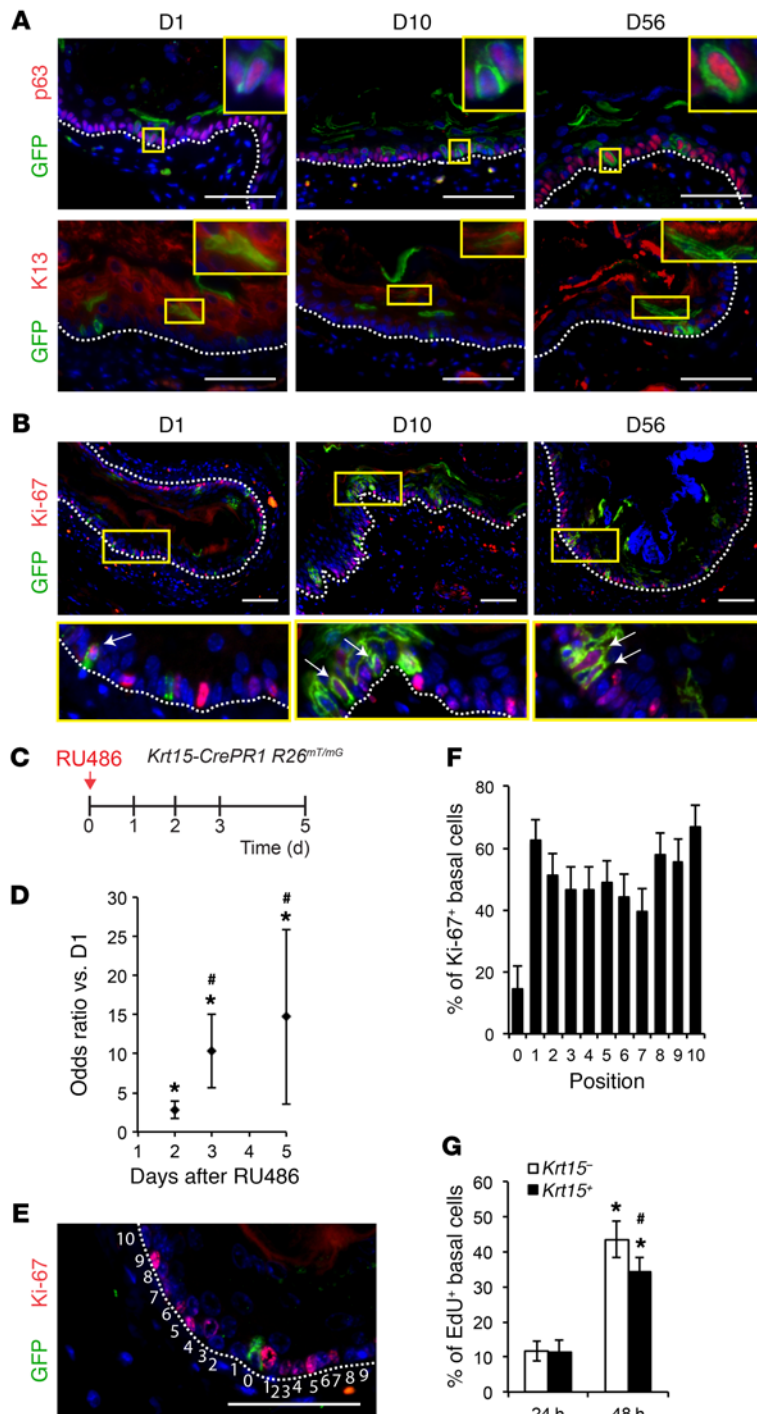 A
D1 D10 D56
GFP p63
GFP K13
B
D1 D10 D56
GFP Ki-67
C
RU486 Krt15-CrePR1 R26mT/mG
0 1 2 3 5
Time (d)
D
Odds ratio vs. D1
30
25
20
15
10
5
0
# * # * *
1 2 3 4 5
Days after RU486
E
GFP Ki-67
10
9
8
7
6
5
4
3
2
1
0
1
2
3
4
5
6
7
8
9
F
% of Ki-67+ basal cells
80
60
40
20
0
0 1 2 3 4 5 6 7 8 9 10
Position
G
% of EdU+ basal cells
Krt15–
Krt15+
60
50
40
30
20
10
0
* # *
24 h 48 h